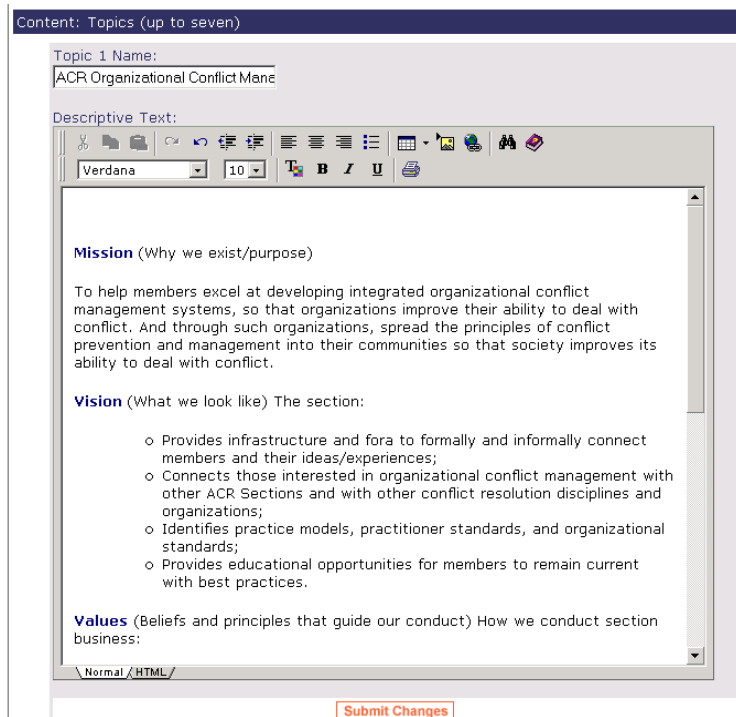 Content: Topics (up to seven)
Topic 1 Name:
ACR Organizational Conflict Mana
Descriptive Text:
Verdana 10 B I U
Mission (Why we exist/purpose)
To help members excel at developing integrated organizational conflict
management systems, so that organizations improve their ability to deal with
conflict. And through such organizations, spread the principles of conflict
prevention and management into their communities so that society improves its
ability to deal with conflict.
Vision (What we look like) The section:
o Provides infrastructure and fora to formally and informally connect
members and their ideas/experiences;
o Connects those interested in organizational conflict management with
other ACR Sections and with other conflict resolution disciplines and
organizations;
o Identifies practice models, practitioner standards, and organizational
standards;
o Provides educational opportunities for members to remain current
with best practices.
Values (Beliefs and principles that guide our conduct) How we conduct section
business:
Normal / HTML /
Submit Changes